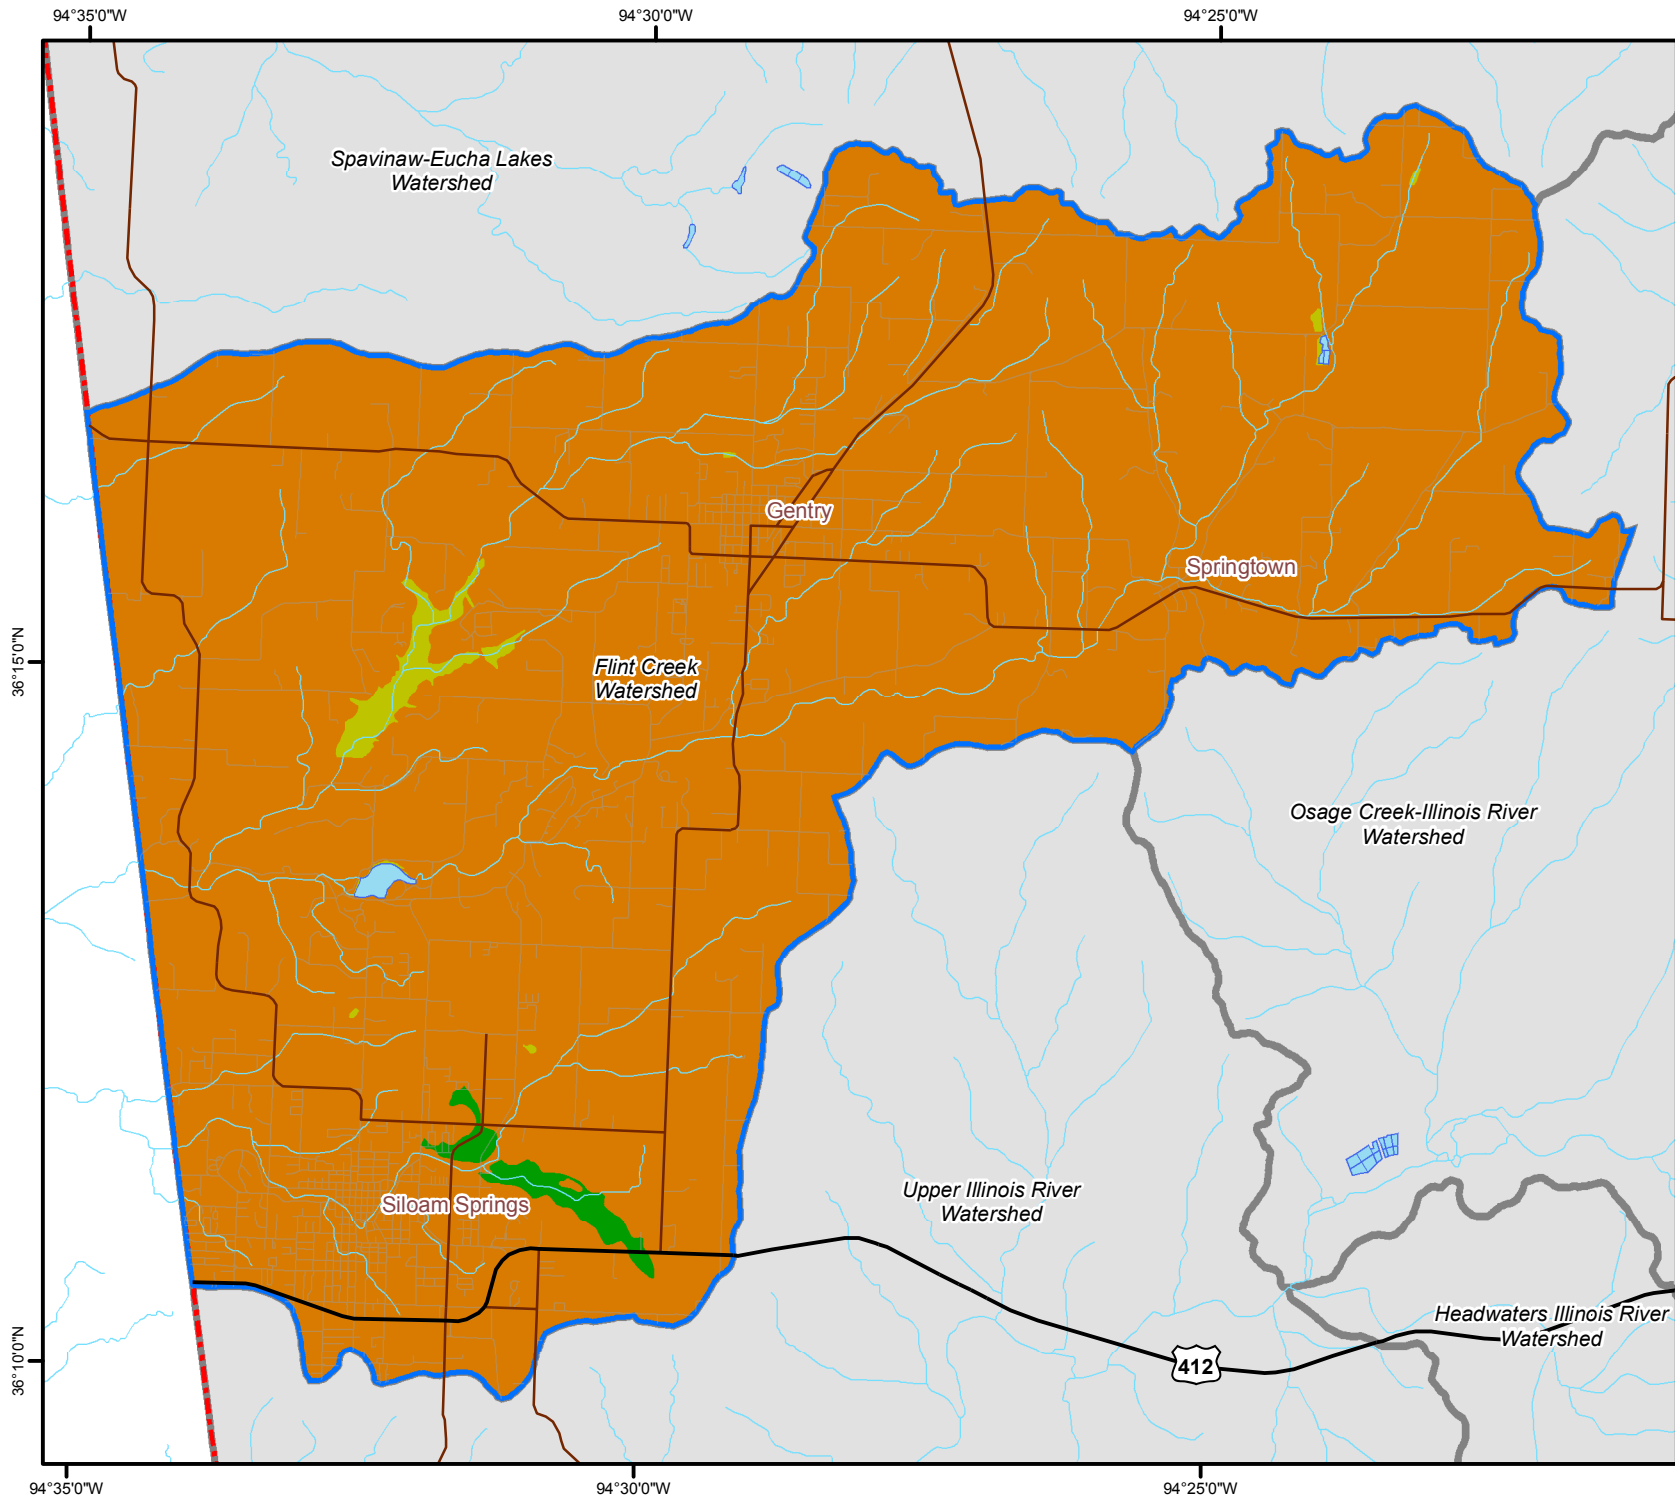 94°35'0"W
94°30'0"W
94°25'0"W
Spavinaw-Eucha Lakes
Watershed
Gentry
Springtown
36°15'0"N
Flint Creek
Watershed
Osage Creek-Illinois River
Watershed
Upper Illinois River
Watershed
Siloam Springs
Headwaters Illinois River
Watershed
36°10'0"N
412
94°35'0"W
94°30'0"W
94°25'0"W